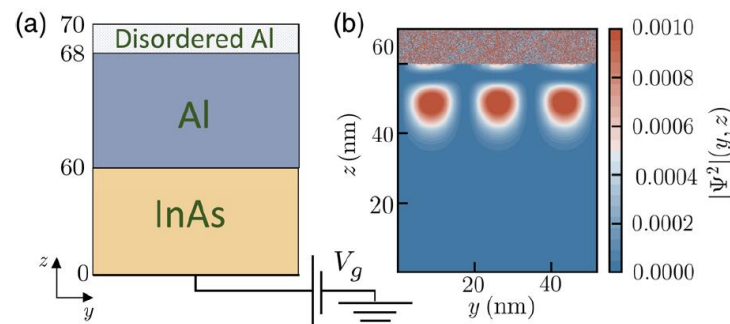 (a)
70
Disordered Al
68
Al
60
InAs
0
z
y
V_g
(b)
60
40
20
z (nm)
20
40
y (nm)
0.0010
0.0008
0.0006
0.0004
0.0002
0.0000
|Ψ²|(y, z)